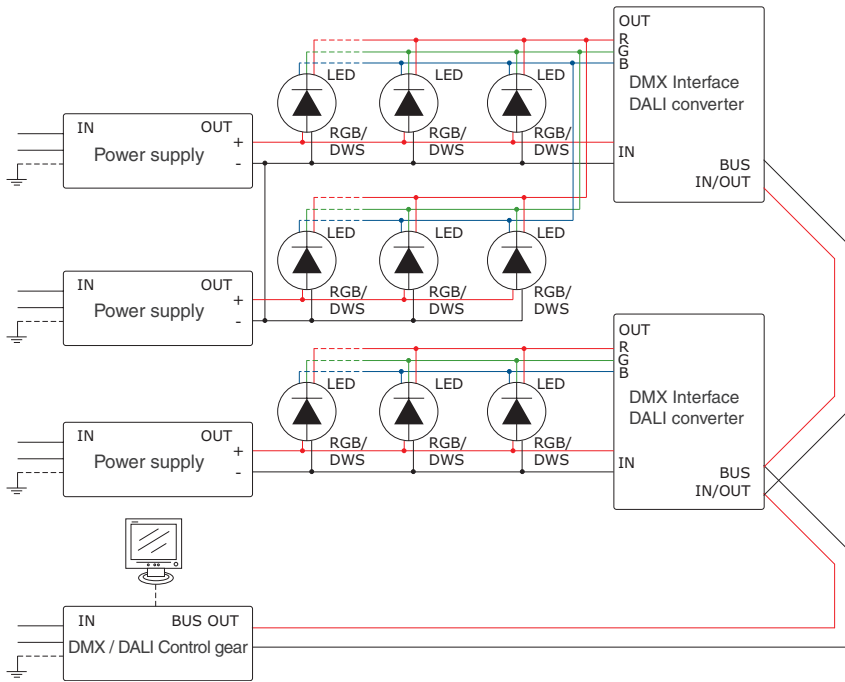 OUT
R
G
B
DMX Interface
DALI converter
IN
BUS
IN/OUT
LED LED LED
IN OUT
Power supply
+
-
RGB/ RGB/ RGB/
DWS DWS DWS
LED LED LED
IN OUT
Power supply
+
-
RGB/ RGB/ RGB/
DWS DWS DWS
OUT
R
G
B
DMX Interface
DALI converter
IN
BUS
IN/OUT
LED LED LED
IN OUT
Power supply
+
-
RGB/ RGB/ RGB/
DWS DWS DWS
IN BUS OUT
DMX / DALI Control gear